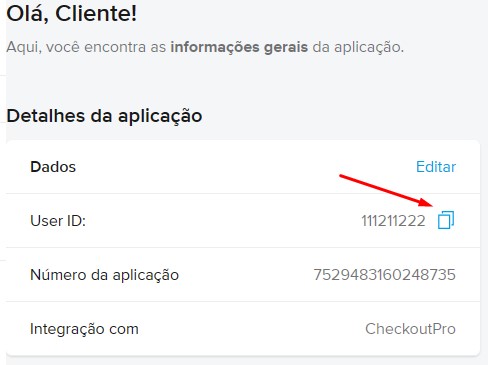 Olá, Cliente!
Aqui, você encontra as informações gerais da aplicação.
Detalhes da aplicação
Dados Editar
User ID: 111211222
Número da aplicação 7529483160248735
Integração com CheckoutPro